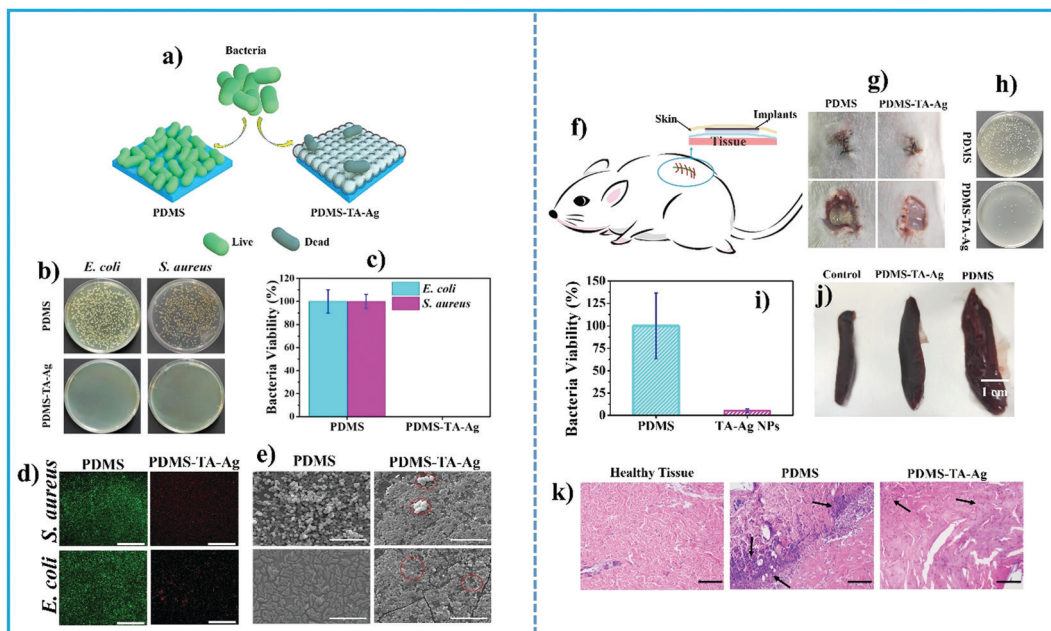 a)
Bacteria
PDMS
PDMS-TA-Ag
Live
Dead
b)
E. coli
S. aureus
PDMS
PDMS-TA-Ag
c)
Bacteria Viability (%)
120
100
80
60
40
20
0
E. coli
S. aureus
PDMS
PDMS-TA-Ag
d)
PDMS
PDMS-TA-Ag
S. aureus
E. coli
e)
PDMS
PDMS-TA-Ag
f)
Skin
Implants
Tissue
g)
PDMS
PDMS-TA-Ag
h)
PDMS
PDMS-TA-Ag
i)
Bacteria Viability (%)
150
125
100
75
50
25
0
PDMS
TA-Ag NPs
j)
Control
PDMS-TA-Ag
PDMS
1 cm
k)
Healthy Tissue
PDMS
PDMS-TA-Ag